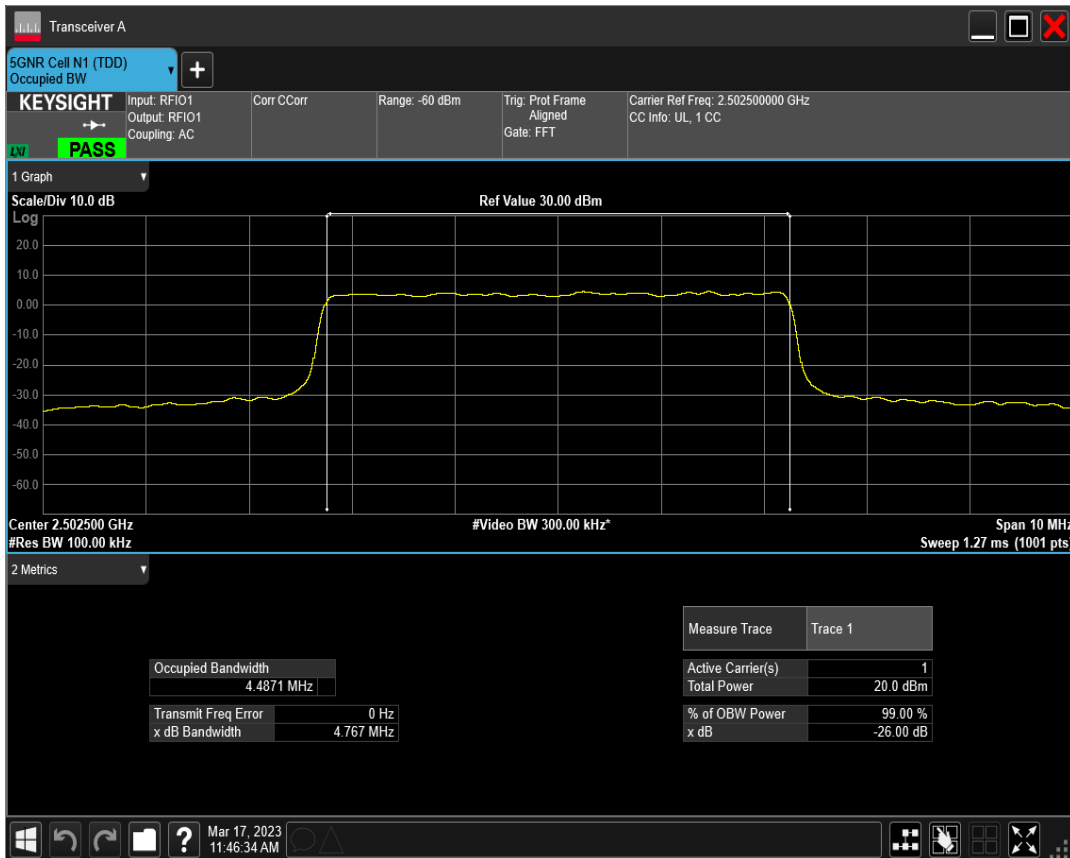 Transceiver A
5GNR Cell N1 (TDD)
Occupied BW
KEYSIGHT
LXI
PASS
Input: RFIO1
Output: RFIO1
Coupling: AC
Corr CCorr
Range: -60 dBm
Trig: Prot Frame
Aligned
Gate: FFT
Carrier Ref Freq: 2.502500000 GHz
CC Info: UL, 1 CC
1 Graph
Scale/Div 10.0 dB
Ref Value 30.00 dBm
Log
20.0
10.0
0.00
-10.0
-20.0
-30.0
-40.0
-50.0
-60.0
Center 2.502500 GHz
#Video BW 300.00 kHz*
Span 10 MHz
#Res BW 100.00 kHz
Sweep 1.27 ms (1001 pts)
2 Metrics
Measure Trace Trace 1
Occupied Bandwidth
4.4871 MHz
Active Carrier(s) 1
Total Power 20.0 dBm
Transmit Freq Error 0 Hz
x dB Bandwidth 4.767 MHz
% of OBW Power 99.00 %
x dB -26.00 dB
Mar 17, 2023
11:46:34 AM